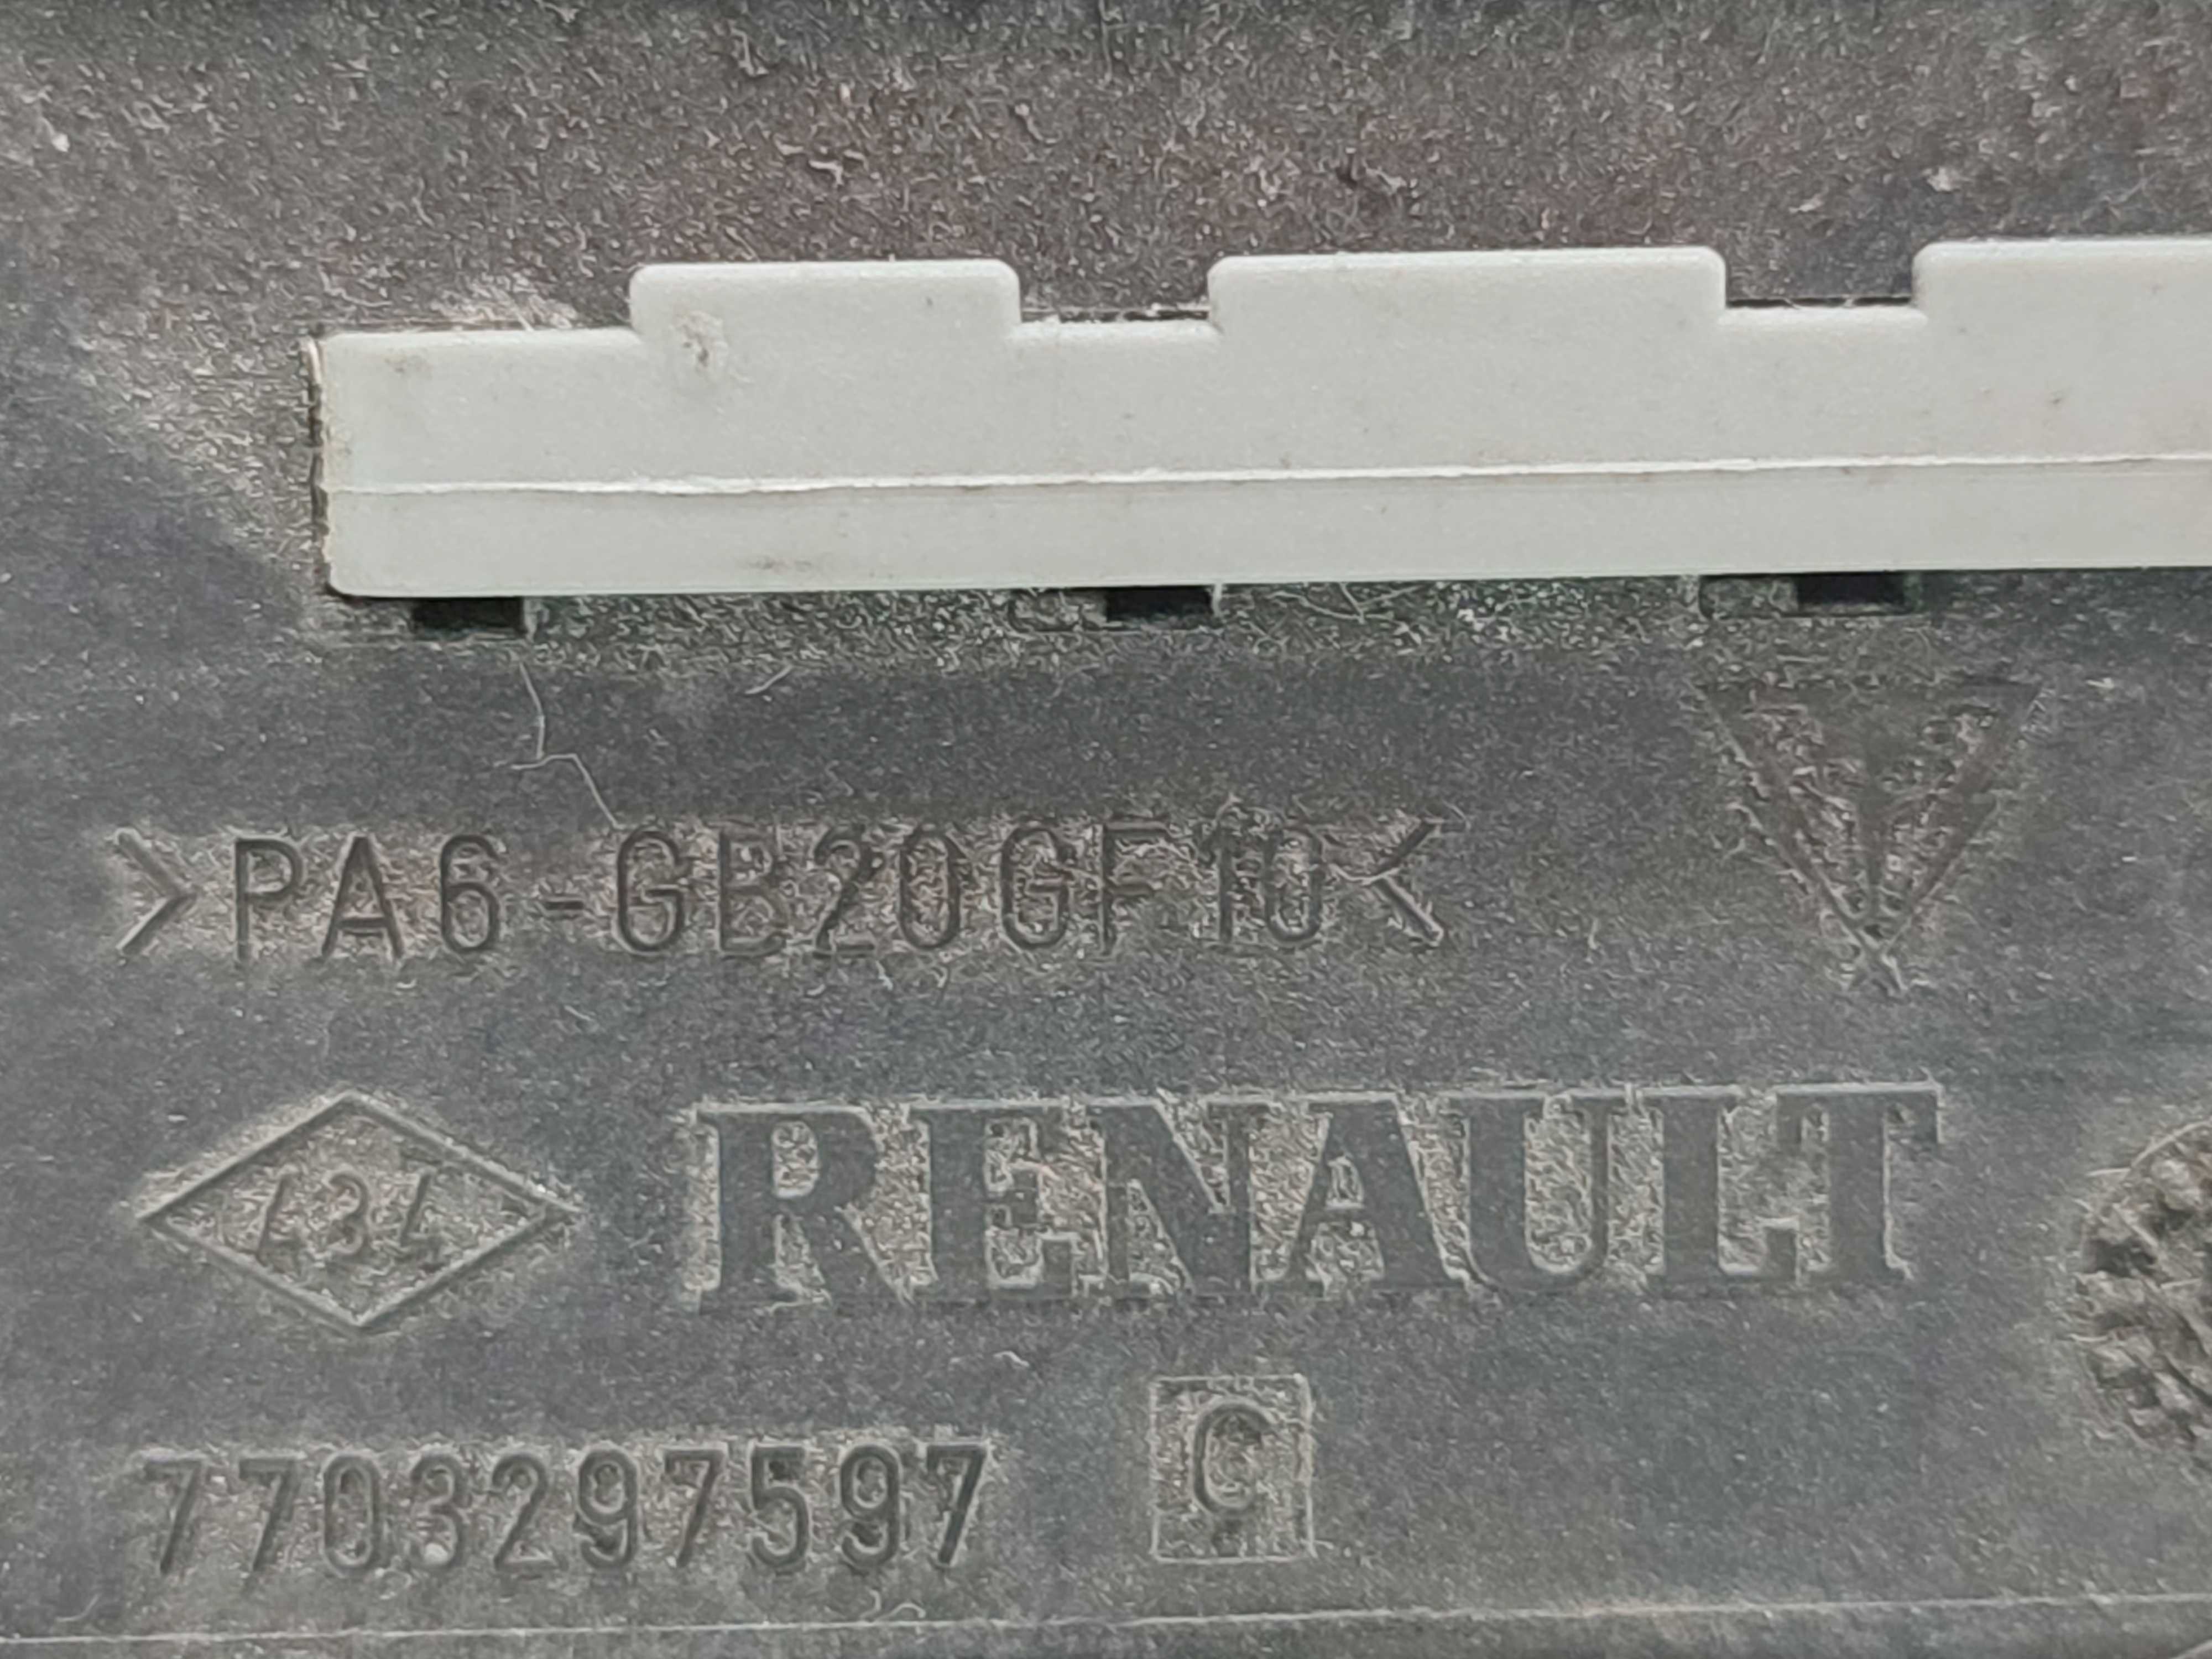 >PA6-GB20GF10<
434 RENAULT
7703297597 C